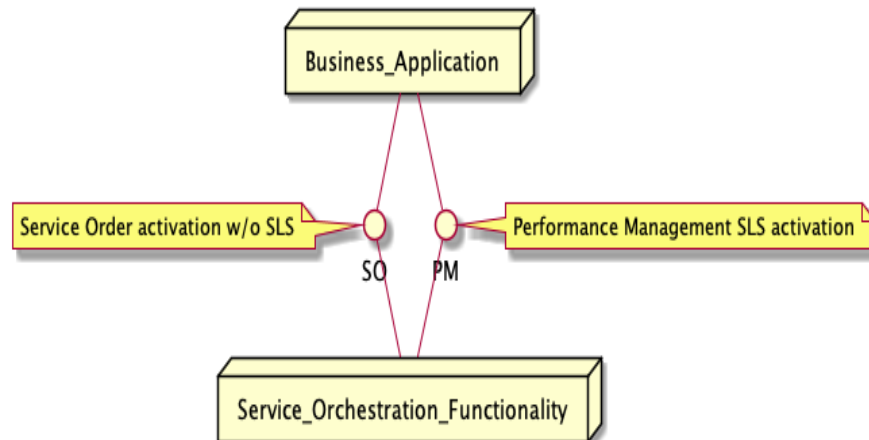 Business_Application
Service Order activation w/o SLS
Performance Management SLS activation
SO
PM
Service_Orchestration_Functionality